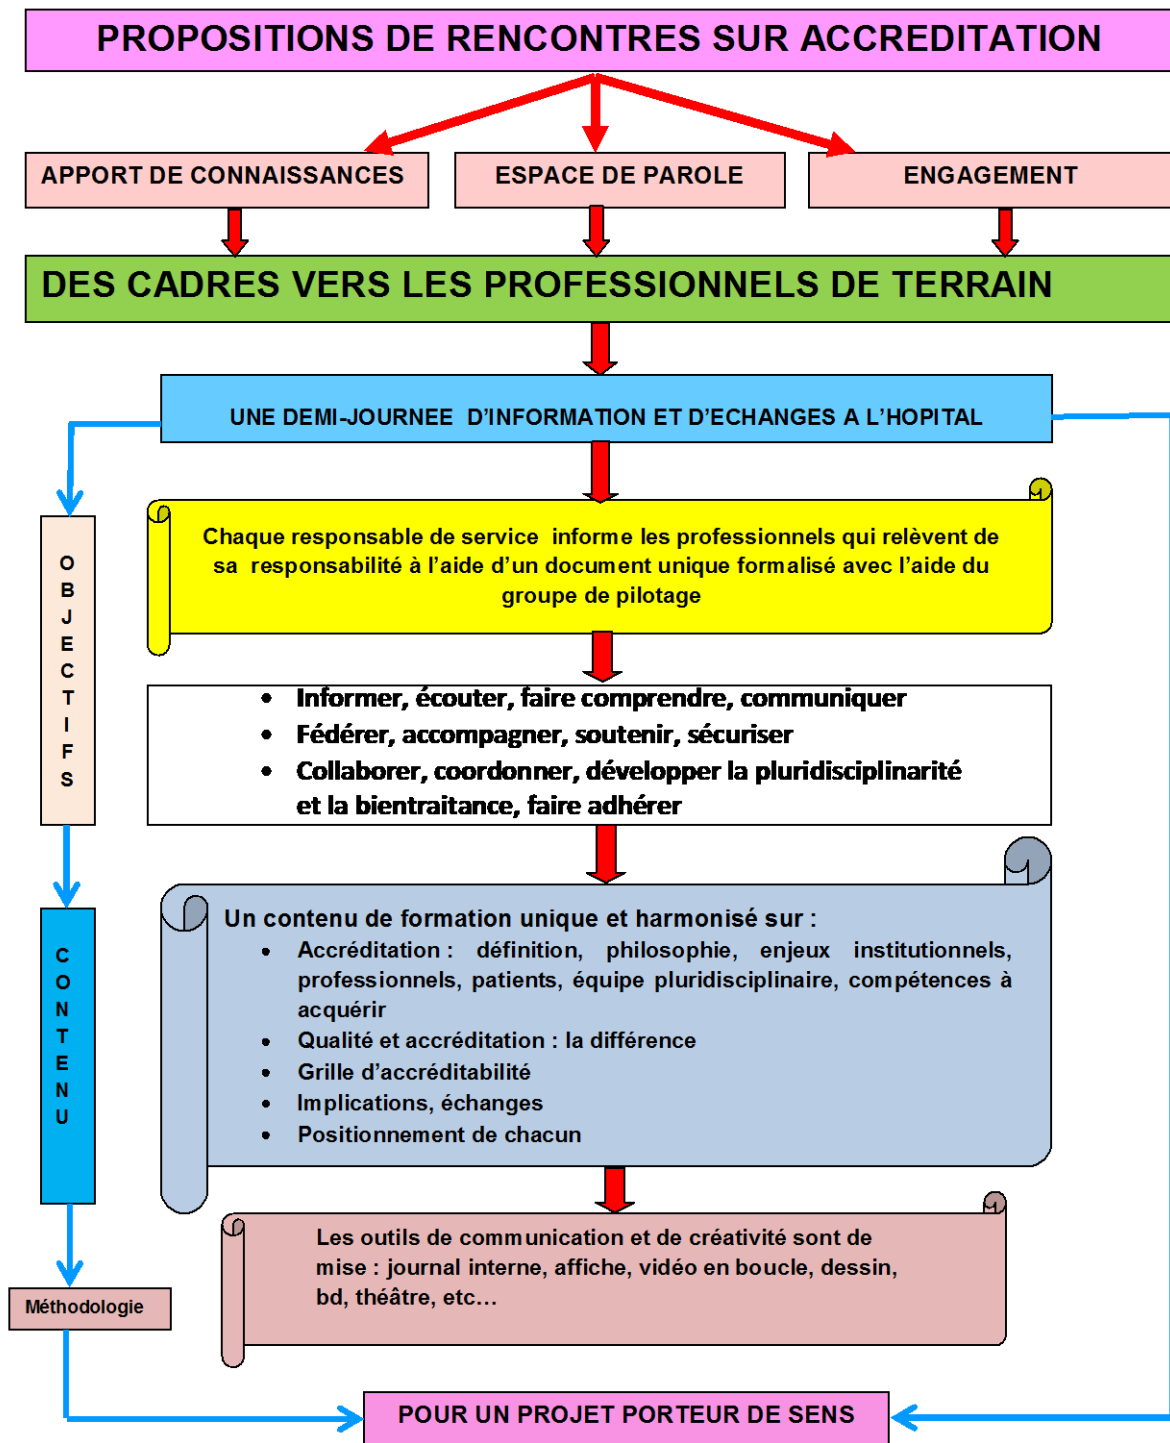 PROPOSITIONS DE RENCONTRES SUR ACCREDITATION
APPORT DE CONNAISSANCES
ESPACE DE PAROLE
ENGAGEMENT
DES CADRES VERS LES PROFESSIONNELS DE TERRAIN
UNE DEMI-JOURNEE D’INFORMATION ET D’ECHANGES A L’HOPITAL
OBJECTIFS
Chaque responsable de service informe les professionnels qui relèvent de
sa responsabilité à l’aide d’un document unique formalisé avec l’aide du
groupe de pilotage
• Informer, écouter, faire comprendre, communiquer
• Fédérer, accompagner, soutenir, sécuriser
• Collaborer, coordonner, développer la pluridisciplinarité
et la bientraitance, faire adhérer
CONTENU
Un contenu de formation unique et harmonisé sur :
• Accréditation : définition, philosophie, enjeux institutionnels,
professionnels, patients, équipe pluridisciplinaire, compétences à
acquérir
• Qualité et accréditation : la différence
• Grille d’accréditabilité
• Implications, échanges
• Positionnement de chacun
Méthodologie
Les outils de communication et de créativité sont de
mise : journal interne, affiche, vidéo en boucle, dessin,
bd, théâtre, etc…
POUR UN PROJET PORTEUR DE SENS